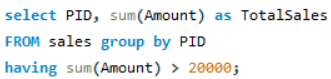 select PID, sum(Amount) as TotalSales
FROM sales group by PID
having sum(Amount) > 20000;